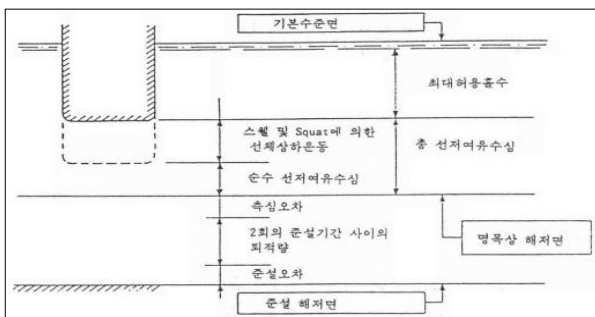 기본수준면
최대허용흘수
스웰 및 Squat에 의한
선체상하운동
총 선저여유수심
순수 선저여유수심
측심오차
2회의 준설기간 사이의
퇴적량
명목상 해저면
준설오차
준설 해저면